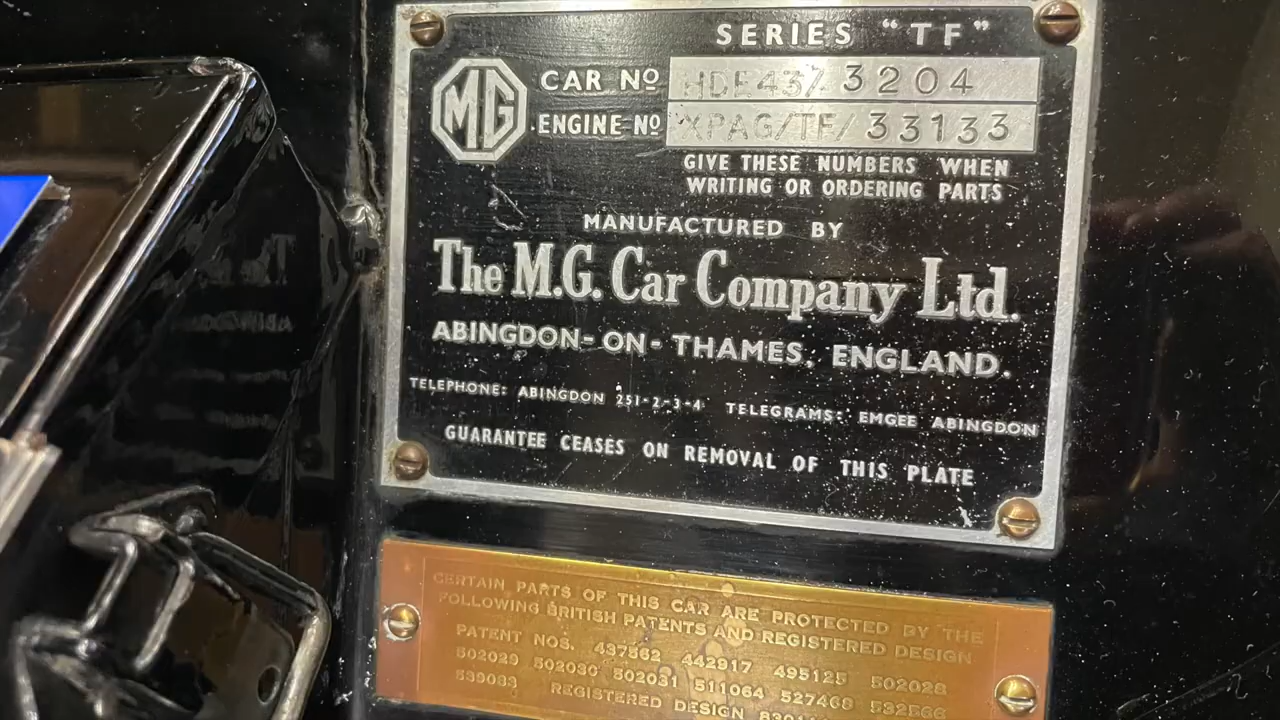 SERIES "TF"
MG
CAR Nº HDE43/3204
ENGINE Nº XPAG/TF/33133
GIVE THESE NUMBERS WHEN
WRITING OR ORDERING PARTS
MANUFACTURED BY
The M.G. Car Company Ltd.
ABINGDON-ON-THAMES, ENGLAND.
TELEPHONE: ABINGDON 251-2-3-4 TELEGRAMS: EMGEE ABINGDON
GUARANTEE CEASES ON REMOVAL OF THIS PLATE
CERTAIN PARTS OF THIS CAR ARE PROTECTED BY THE
FOLLOWING BRITISH PATENTS AND REGISTERED DESIGN
PATENT NOS. 437562 442917 495125 502028
502029 502030 502031 511064 527468 532566
539083 REGISTERED DESIGN